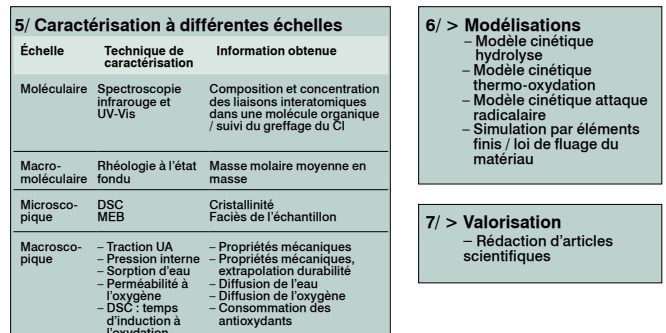 5/ Caractérisation à différentes échelles
Échelle
Technique de
caractérisation
Information obtenue
Moléculaire
Spectroscopie
infrarouge et
UV-Vis
Composition et concentration
des liaisons interatomiques
dans une molécule organique
/ suivi du greffage du Cl
Macro-
moléculaire
Rhéologie à l'état
fondu
Masse molaire moyenne en
masse
Microsco-
pique
DSC
MEB
Cristallinité
Faciès de l'échantillon
Macrosco-
pique
– Traction UA
– Pression interne
– Sorption d'eau
– Perméabilité à
l'oxygène
– DSC : temps
d'induction à
l'oxydation
– Propriétés mécaniques
– Propriétés mécaniques,
extrapolation durabilité
– Diffusion de l'eau
– Diffusion de l'oxygène
– Consommation des
antioxydants
6/ > Modélisations
– Modèle cinétique
hydrolyse
– Modèle cinétique
thermo-oxydation
– Modèle cinétique attaque
radicalaire
– Simulation par éléments
finis / loi de fluage du
matériau
7/ > Valorisation
– Rédaction d'articles
scientifiques